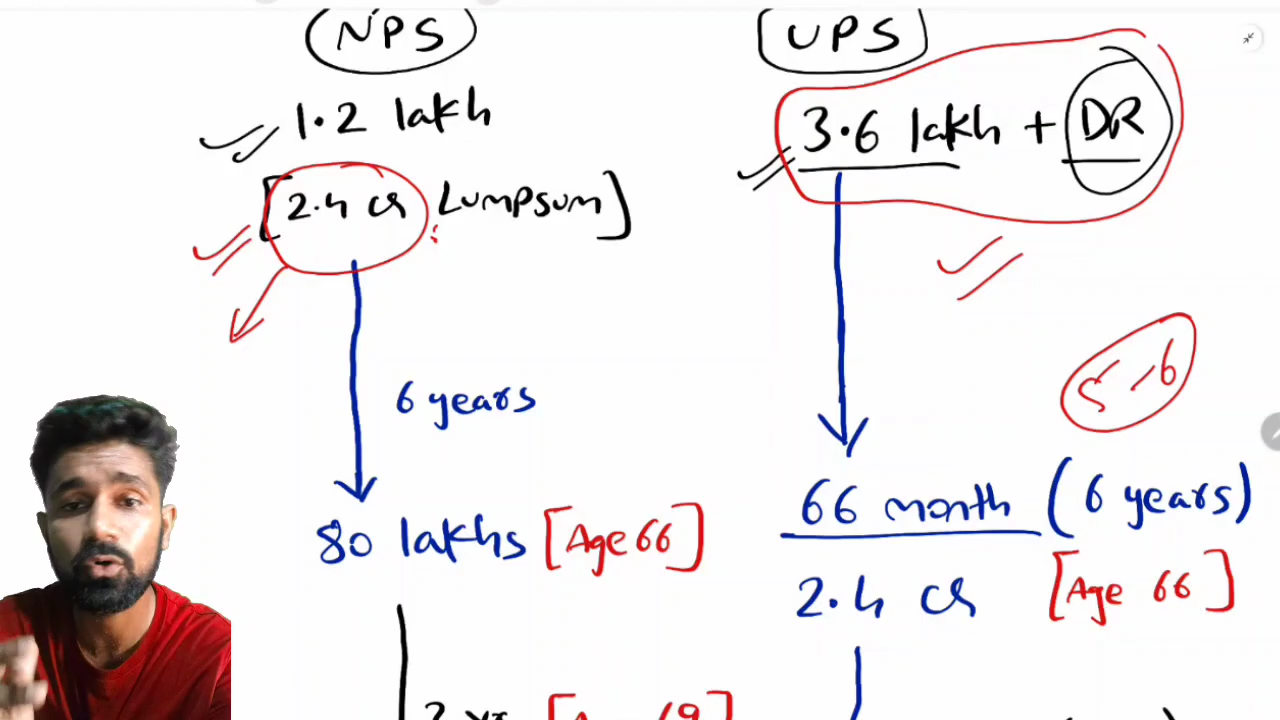 NPS
1.2 lakh
[2.4 cr Lumpsum]
6 years
80 lakhs [Age 66]
UPS
3.6 lakh + DR
5-6
66 month (6 years)
2.4 cr [Age 66]